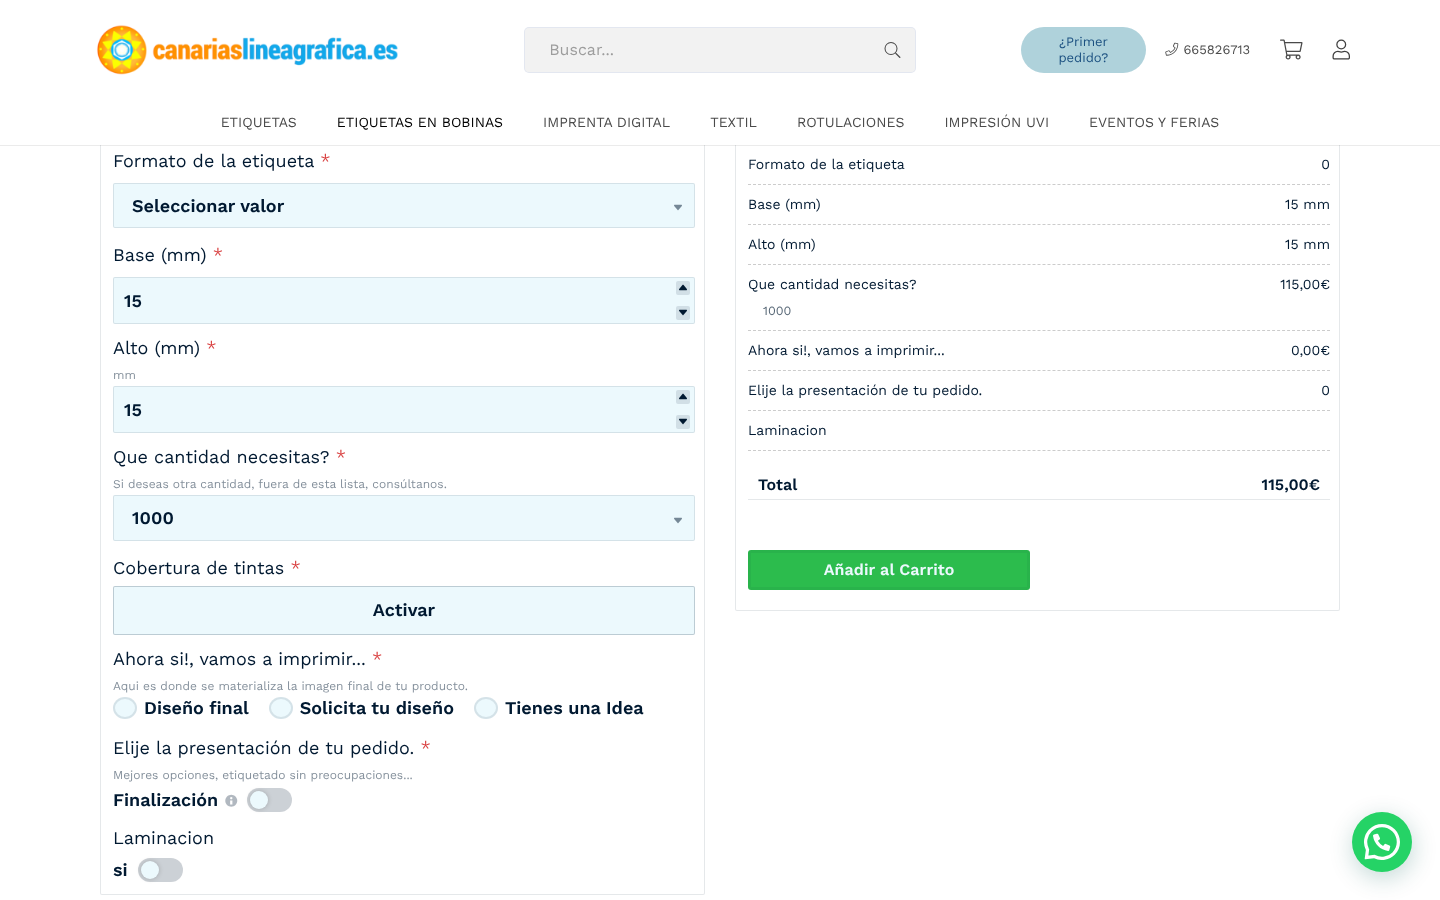 canariaslineagrafica.es
Buscar...
¿Primer
pedido?
665826713
ETIQUETAS
ETIQUETAS EN BOBINAS
IMPRENTA DIGITAL
TEXTIL
ROTULACIONES
IMPRESIÓN UVI
EVENTOS Y FERIAS
Formato de la etiqueta *
Seleccionar valor
Base (mm) *
15
Alto (mm) *
mm
15
Que cantidad necesitas? *
Si deseas otra cantidad, fuera de esta lista, consúltanos.
1000
Cobertura de tintas *
Activar
Ahora si!, vamos a imprimir... *
Aqui es donde se materializa la imagen final de tu producto.
Diseño final
Solicita tu diseño
Tienes una Idea
Elije la presentación de tu pedido. *
Mejores opciones, etiquetado sin preocupaciones...
Finalización
Laminacion
si
Formato de la etiqueta 0
Base (mm) 15 mm
Alto (mm) 15 mm
Que cantidad necesitas? 115,00€
1000
Ahora si!, vamos a imprimir... 0,00€
Elije la presentación de tu pedido. 0
Laminacion
Total 115,00€
Añadir al Carrito